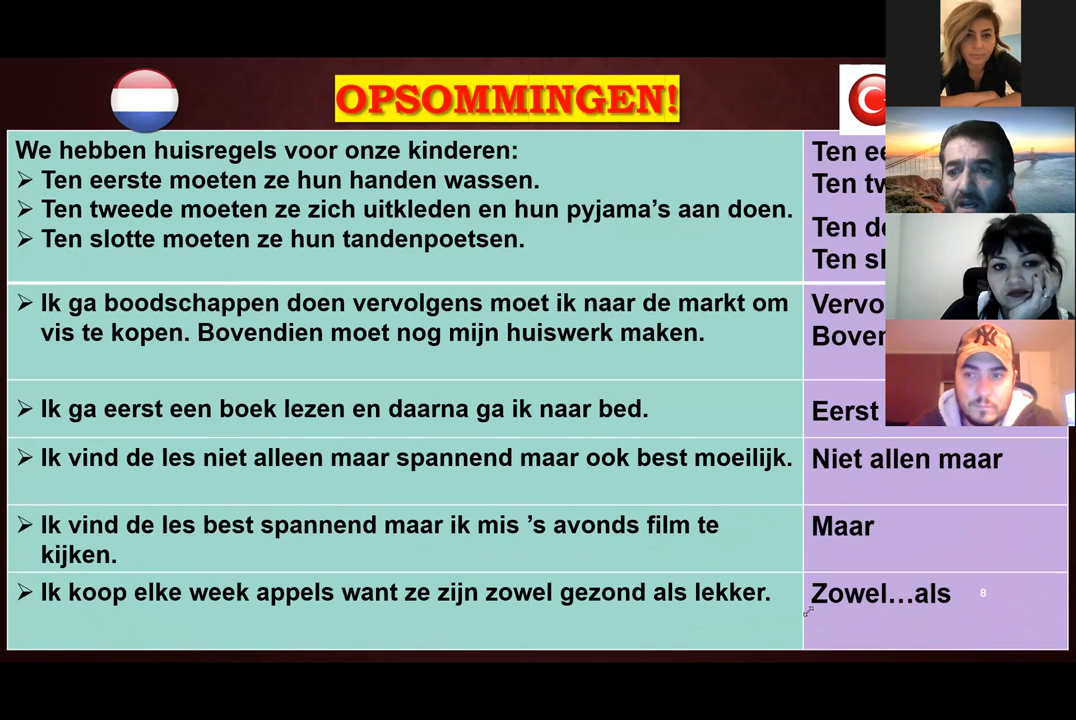 OPSOMMINGEN!
We hebben huisregels voor onze kinderen:
➢ Ten eerste moeten ze hun handen wassen.
➢ Ten tweede moeten ze zich uitkleden en hun pyjama's aan doen.
➢ Ten slotte moeten ze hun tandenpoetsen.
Ten
Ten
Ten
Ten
➢ Ik ga boodschappen doen vervolgens moet ik naar de markt om
vis te kopen. Bovendien moet nog mijn huiswerk maken.
➢ Ik ga eerst een boek lezen en daarna ga ik naar bed.
Eerst
➢ Ik vind de les niet alleen maar spannend maar ook best moeilijk.
Niet allen maar
➢ Ik vind de les best spannend maar ik mis ’s avonds film te
kijken.
Maar
➢ Ik koop elke week appels want ze zijn zowel gezond als lekker.
Zowel…als
8